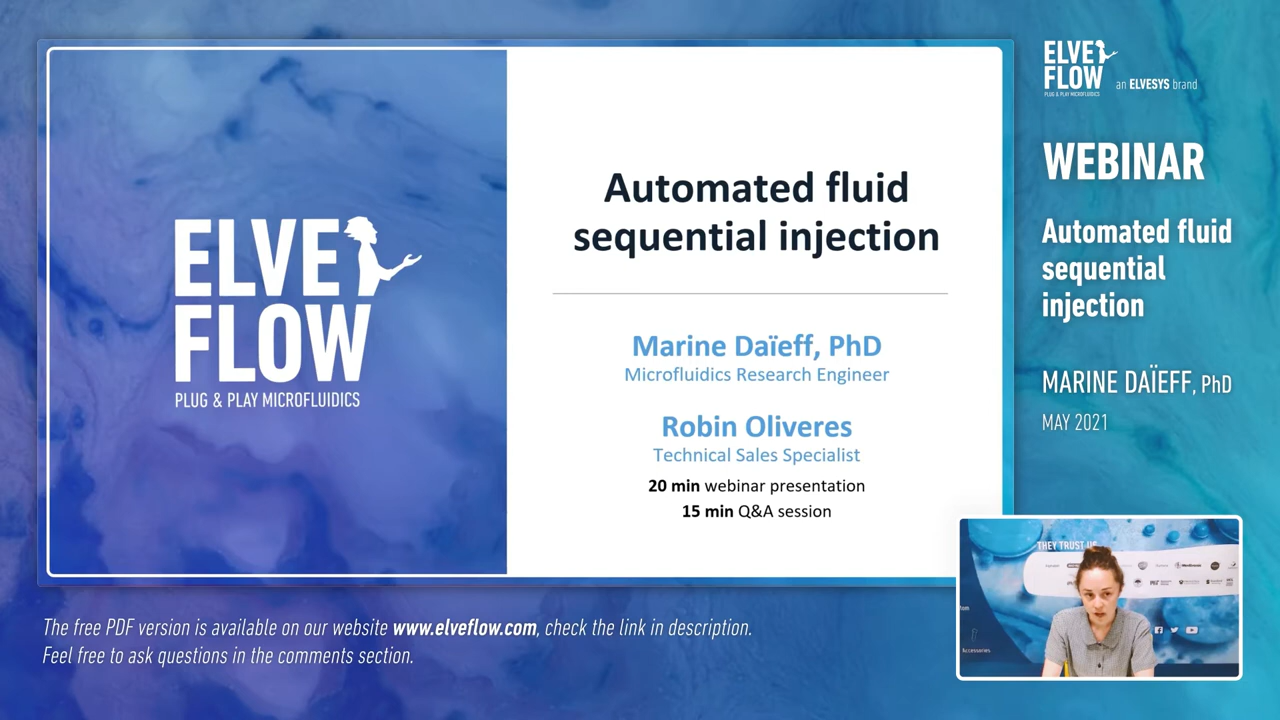 ELVE
FLOW
PLUG & PLAY MICROFLUIDICS
Automated fluid
sequential injection
Marine Daïeff, PhD
Microfluidics Research Engineer
Robin Oliveres
Technical Sales Specialist
20 min webinar presentation
15 min Q&A session
ELVE
FLOW
PLUG & PLAY MICROFLUIDICS
an ELVESYS brand
WEBINAR
Automated fluid
sequential
injection
MARINE DAÏEFF, PhD
MAY 2021
THEY TRUST US
Accessories
The free PDF version is available on our website www.elveflow.com, check the link in description.
Feel free to ask questions in the comments section.